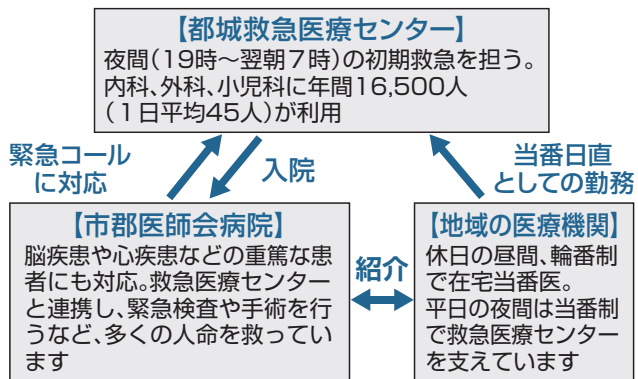 【都城救急医療センター】
夜間(19時〜翌朝7時)の初期救急を担う。
内科、外科、小児科に年間16,500人
(1日平均45人)が利用
緊急コール
に対応
入院
当番日直
としての勤務
【市郡医師会病院】
脳疾患や心疾患などの重篤な患
者にも対応。救急医療センター
と連携し、緊急検査や手術を行
うなど、多くの人命を救ってい
ます
紹介
【地域の医療機関】
休日の昼間、輪番制
で在宅当番医。
平日の夜間は当番制
で救急医療センター
を支えています